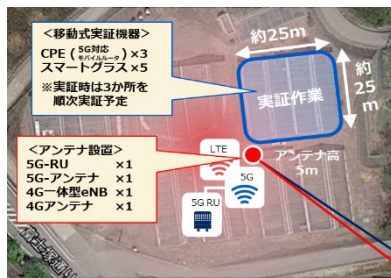 <移動式実証機器>
CPE(5G対応モバイルルータ)×3
スマートグラス×5
※実証時は3か所を
順次実証予定
約25m
約25m
実証作業
<アンテナ設置>
5G-RU ×1
5G-アンテナ ×1
4G一体型eNB ×1
4Gアンテナ ×1
LTE
アンテナ高
5m
5G
5G RU